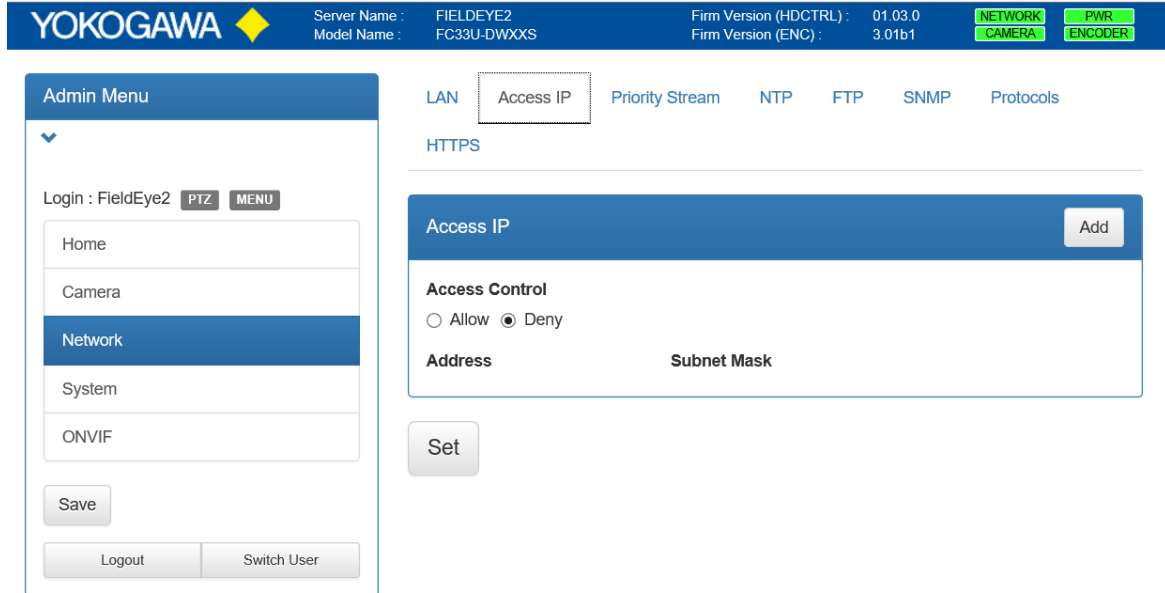 YOKOGAWA
Server Name : FIELDEYE2 Firm Version (HDCTRL) : 01.03.0 NETWORK PWR
Model Name : FC33U-DWXXS Firm Version (ENC) : 3.01b1 CAMERA ENCODER
Admin Menu
Login : FieldEye2 PTZ MENU
Home
Camera
Network
System
ONVIF
Save
Logout Switch User
LAN Access IP Priority Stream NTP FTP SNMP Protocols
HTTPS
Access IP Add
Access Control
Allow Deny
Address Subnet Mask
Set